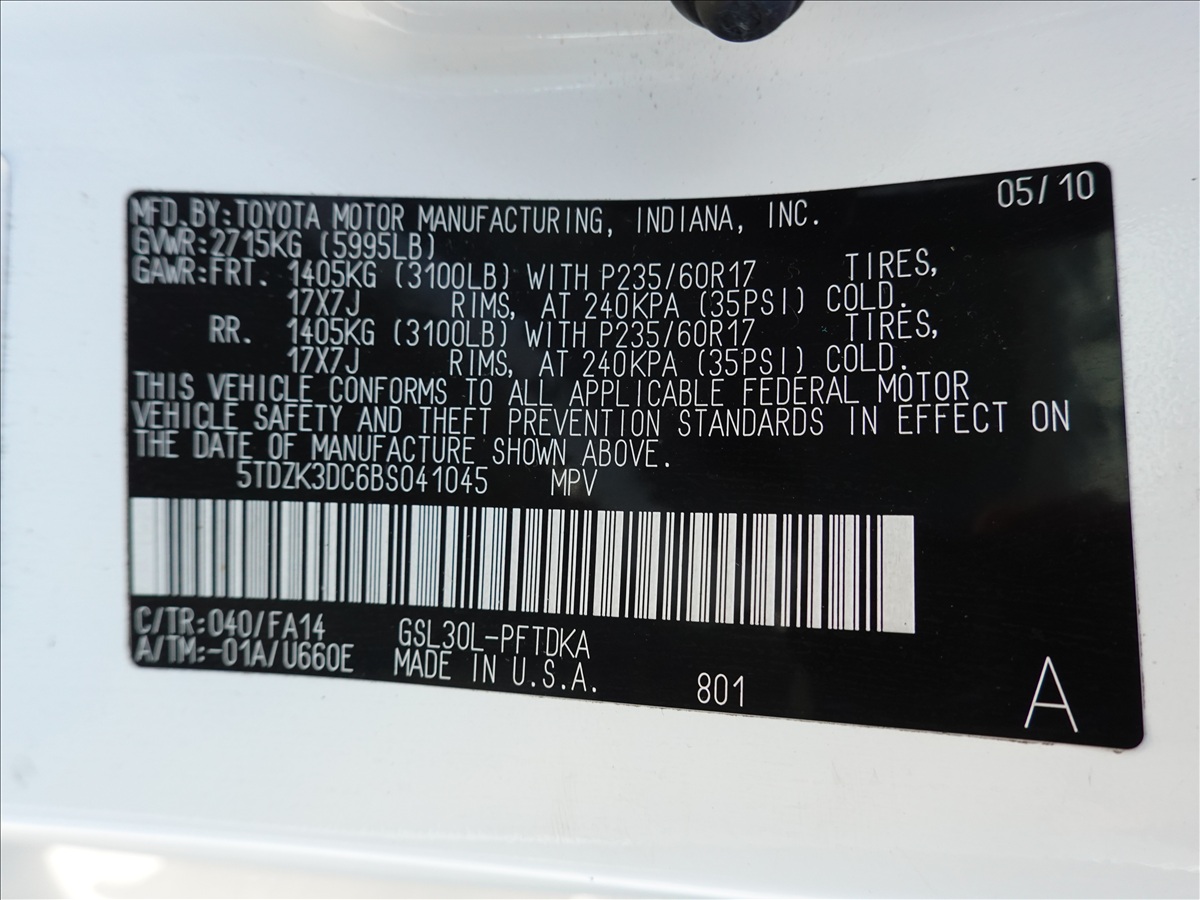 05/10
MFD.BY:TOYOTA MOTOR MANUFACTURING, INDIANA, INC.
GVWR:2715KG (5995LB)
GAWR:FRT. 1405KG (3100LB) WITH P235/60R17 TIRES,
17X7J RIMS, AT 240KPA (35PSI) COLD.
RR. 1405KG (3100LB) WITH P235/60R17 TIRES,
17X7J RIMS, AT 240KPA (35PSI) COLD.
THIS VEHICLE CONFORMS TO ALL APPLICABLE FEDERAL MOTOR
VEHICLE SAFETY AND THEFT PREVENTION STANDARDS IN EFFECT ON
THE DATE OF MANUFACTURE SHOWN ABOVE.
5TDZK3DC6BS041045 MPV
C/TR:040/FA14 GSL30L-PFTDKA
A/TM:-01A/U660E MADE IN U.S.A. 801 A